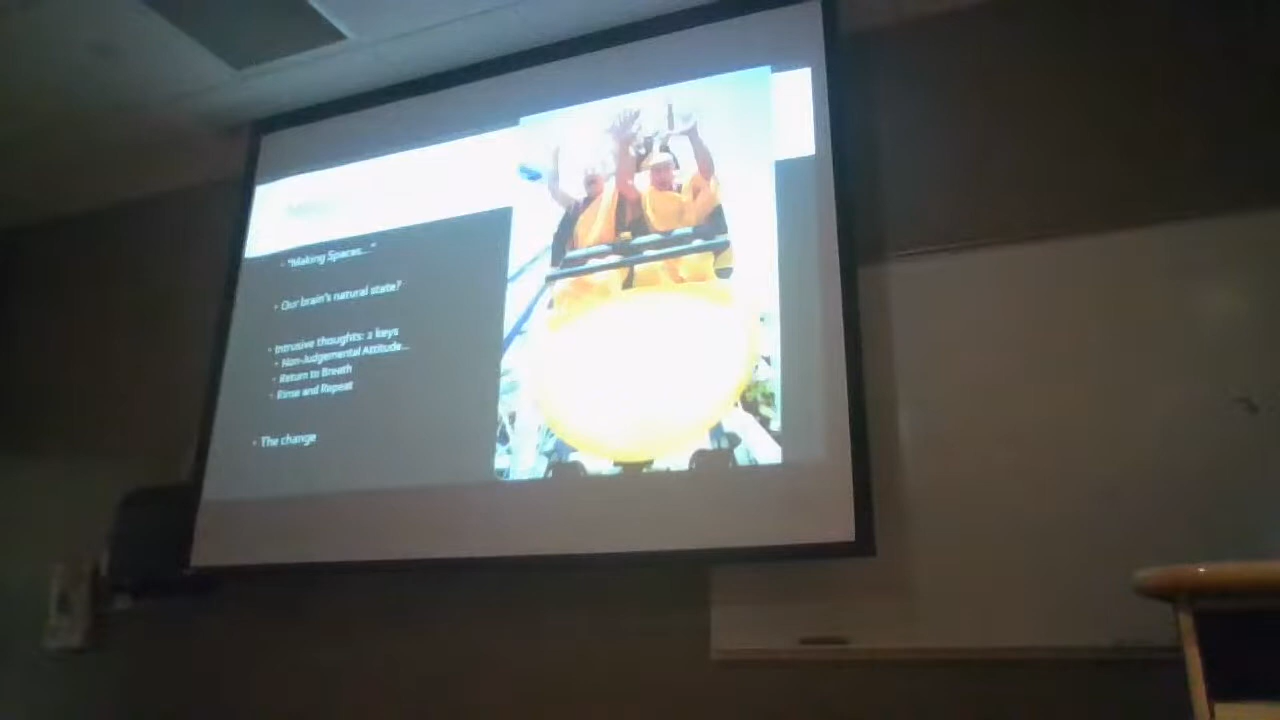 "Making Spaces..."
Our brain's natural state?
Intrusive thoughts: 2 keys
Non-Judgemental Attitude...
Return to Breath
Rinse and Repeat
The change